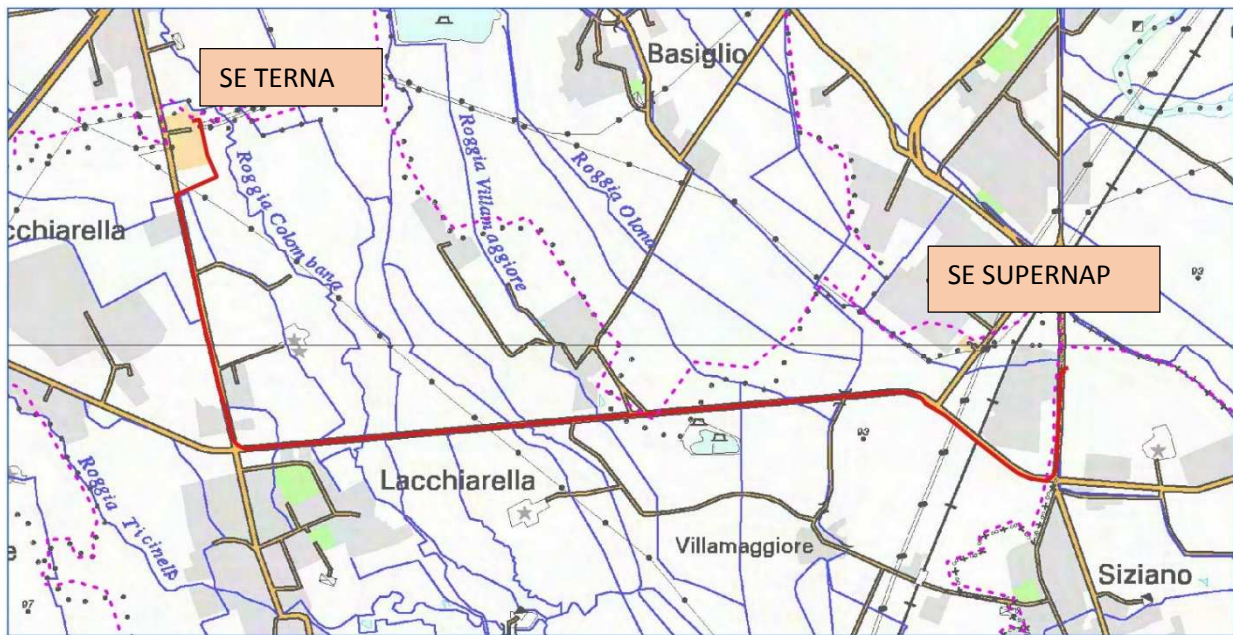 Basiglio
SE TERNA
Roggia Villamaggiore
Roggia Olona
Roggia Colombana
cchiarella
SE SUPERNAP
93
93
Lacchiarella
Roggia Ticinell
Villamaggiore
Siziano
e
97